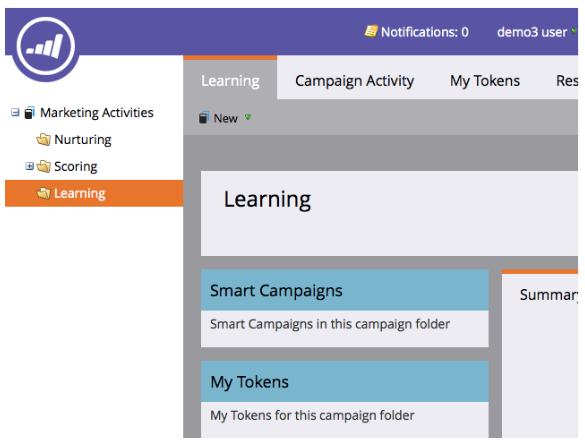 Notifications: 0 demo3 user
Learning Campaign Activity My Tokens Res
Marketing Activities
New
Nurturing
Scoring
Learning
Learning
Smart Campaigns
Summary
Smart Campaigns in this campaign folder
My Tokens
My Tokens for this campaign folder